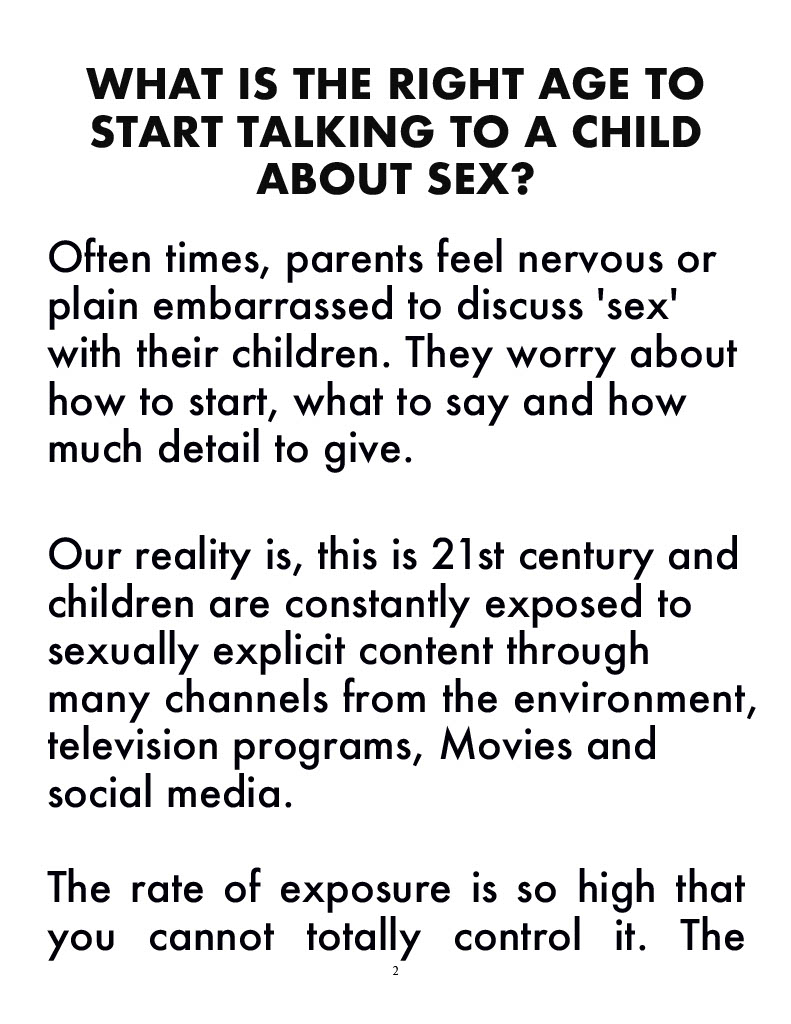 WHAT IS THE RIGHT AGE TO
START TALKING TO A CHILD
ABOUT SEX?
Often times, parents feel nervous or
plain embarrassed to discuss 'sex'
with their children. They worry about
how to start, what to say and how
much detail to give.
Our reality is, this is 21st century and
children are constantly exposed to
sexually explicit content through
many channels from the environment,
television programs, Movies and
social media.
The rate of exposure is so high that
you cannot totally control it. The
2